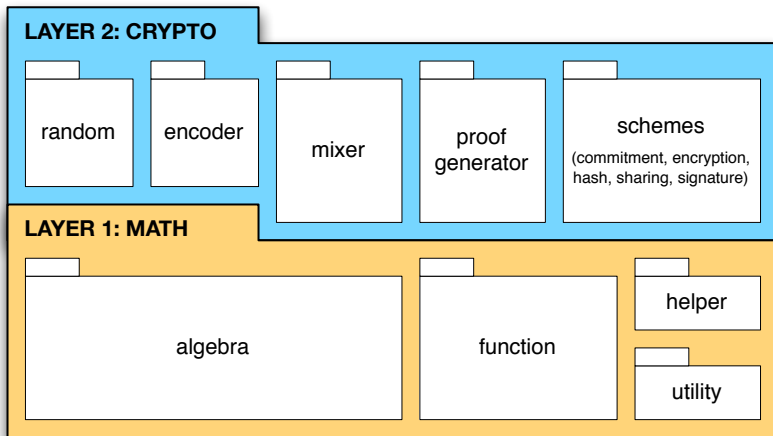 LAYER 2: CRYPTO
random
encoder
mixer
proof
generator
schemes
(commitment, encryption,
hash, sharing, signature)
LAYER 1: MATH
algebra
function
helper
utility